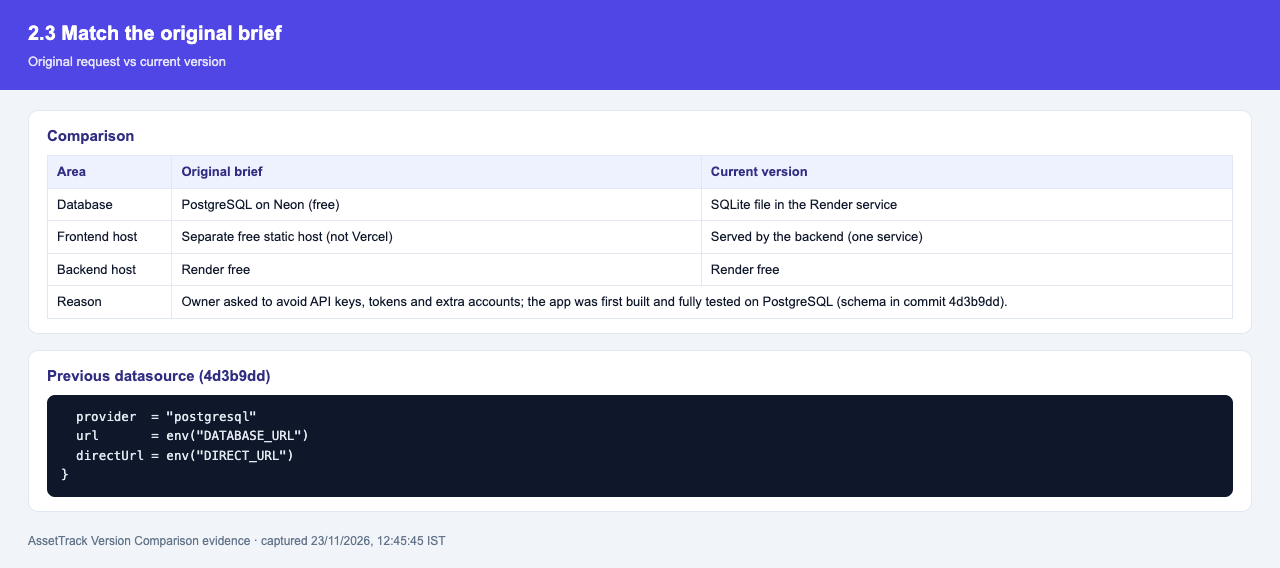 2.3 Match the original brief
Original request vs current version
Comparison
Area Original brief Current version
Database PostgreSQL on Neon (free) SQLite file in the Render service
Frontend host Separate free static host (not Vercel) Served by the backend (one service)
Backend host Render free Render free
Reason Owner asked to avoid API keys, tokens and extra accounts; the app was first built and fully tested on PostgreSQL (schema in commit 4d3b9dd).
Previous datasource (4d3b9dd)
provider = "postgresql"
url = env("DATABASE_URL")
directUrl = env("DIRECT_URL")
}
AssetTrack Version Comparison evidence · captured 23/11/2026, 12:45:45 IST